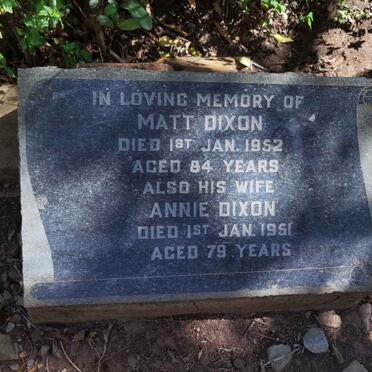 IN LOVING MEMORY OF
MATT DIXON
DIED 1ST JAN. 1952
AGED 84 YEARS
ALSO HIS WIFE
ANNIE DIXON
DIED 1ST JAN. 1951
AGED 79 YEARS